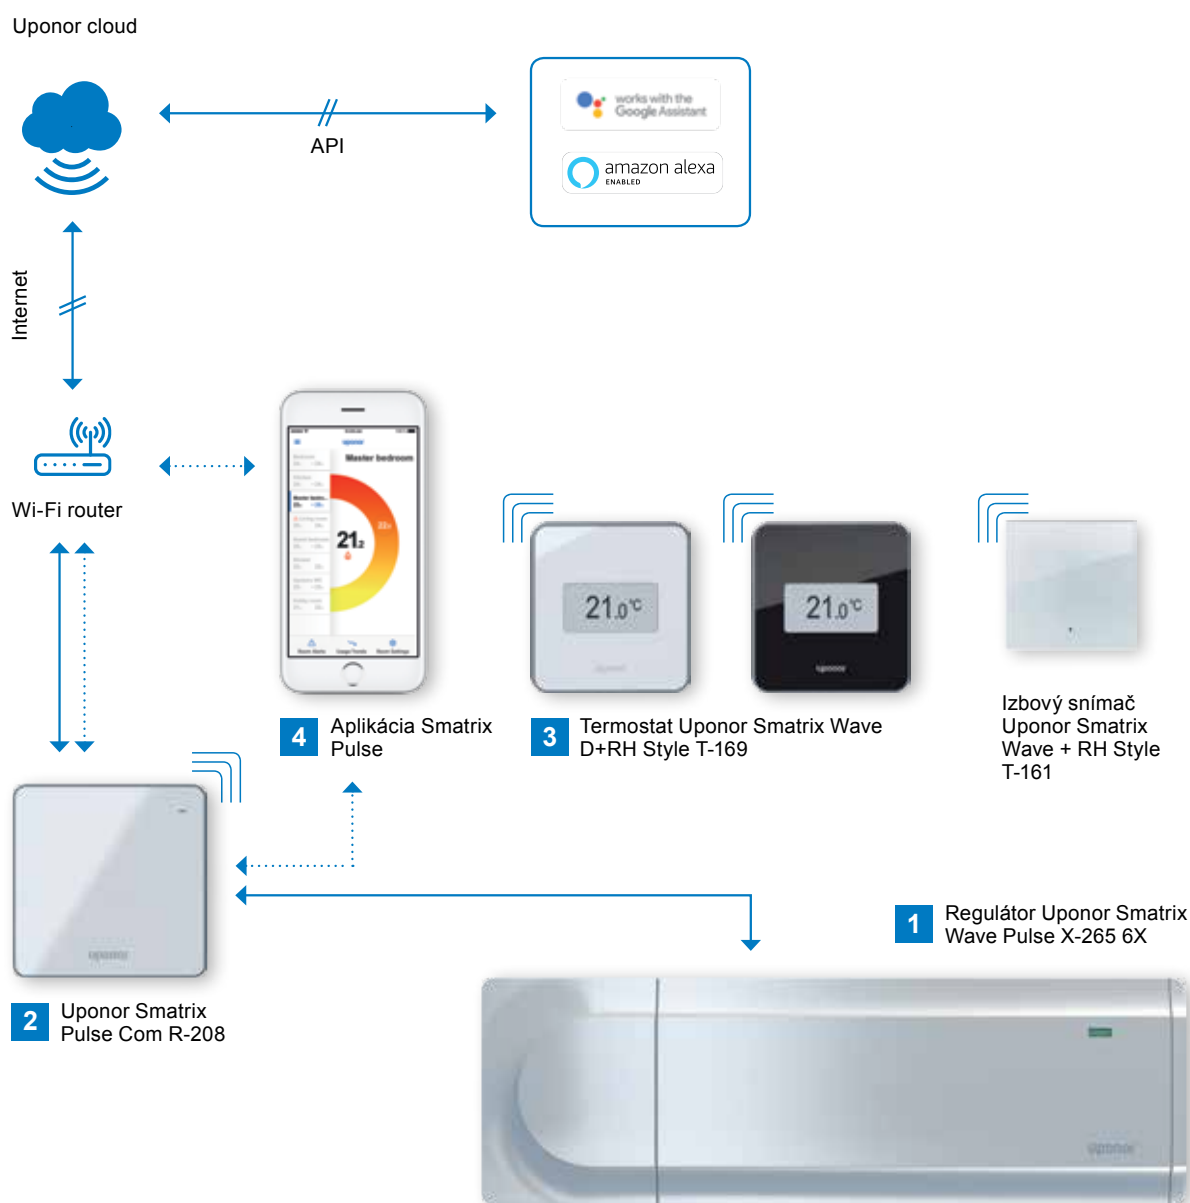 Uponor cloud
works with the
Google Assistant
API
amazon alexa
ENABLED
Internet
Wi-Fi router
uponor
Master bedroom
21.2
21.0°C
uponor
21.0°C
uponor
4
Aplikácia Smatrix
Pulse
3
Termostat Uponor Smatrix Wave
D+RH Style T-169
Izbový snímač
Uponor Smatrix
Wave + RH Style
T-161
uponor
2
Uponor Smatrix
Pulse Com R-208
1
Regulátor Uponor Smatrix
Wave Pulse X-265 6X
uponor